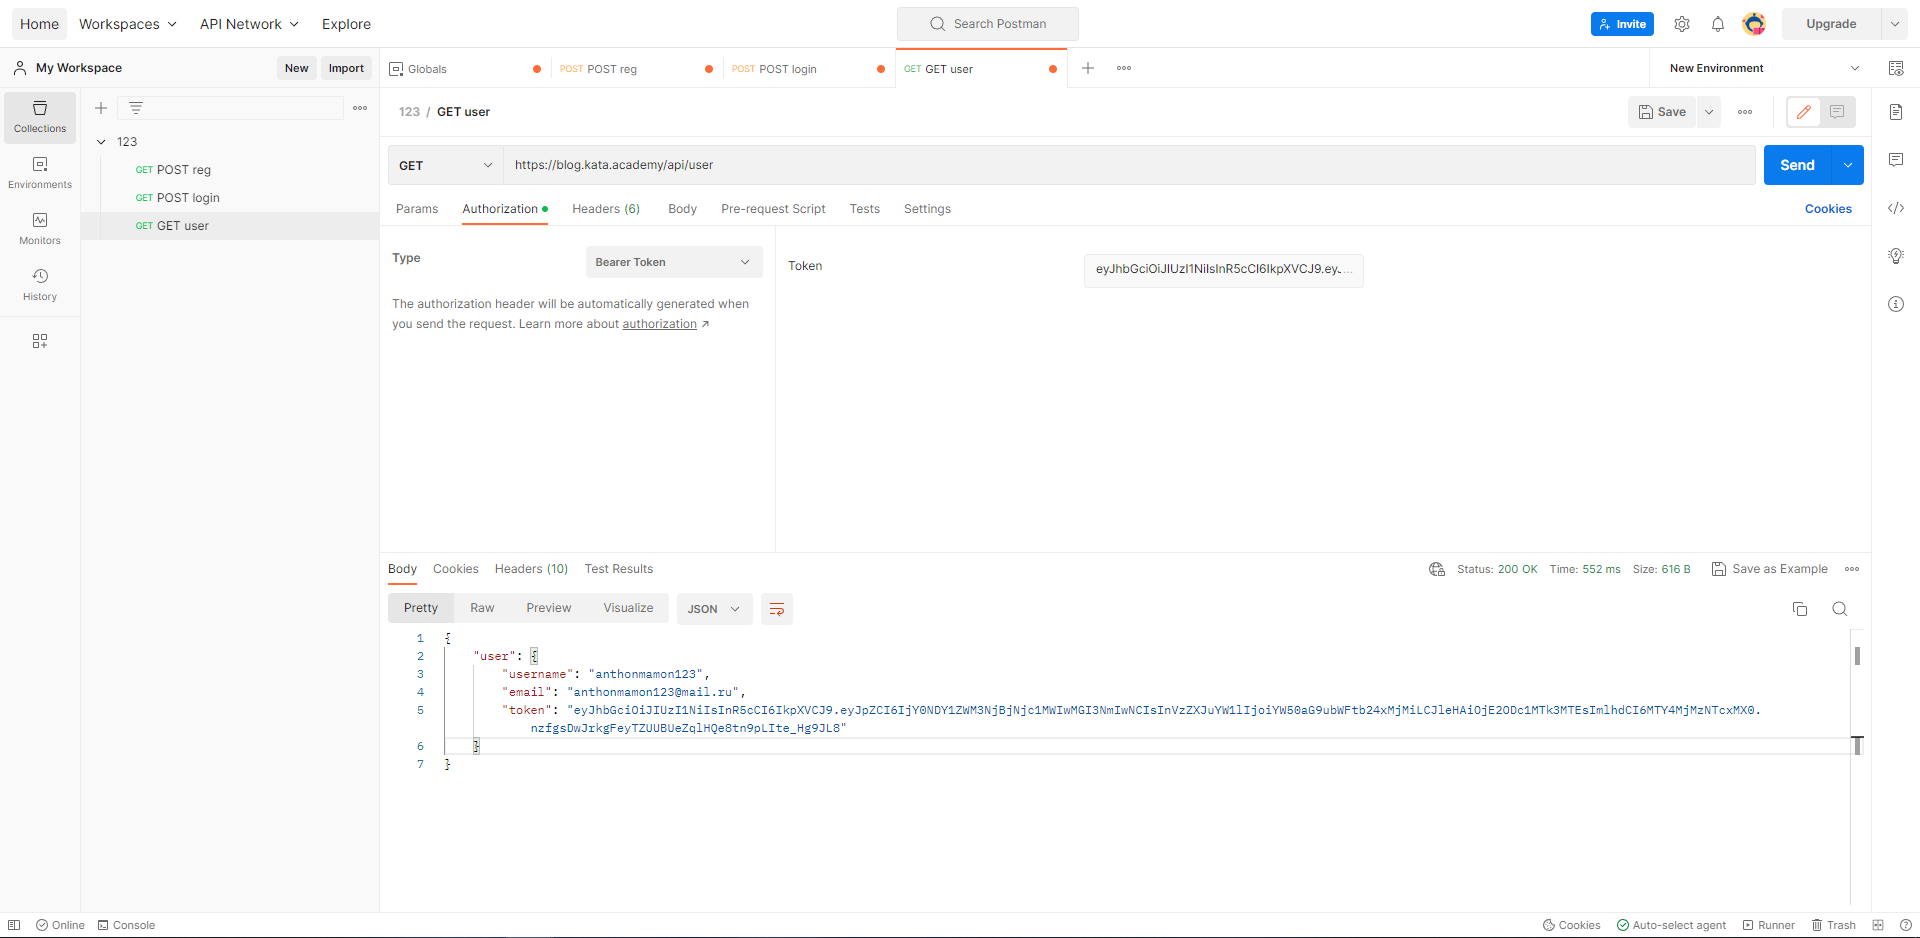 Home Workspaces API Network Explore Search Postman Invite Upgrade
My Workspace New Import Globals POST POST reg POST POST login GET GET user New Environment
123 / GET user Save
Collections
123
GET POST reg
GET POST login
GET GET user
Environments
Monitors
History
GET https://blog.kata.academy/api/user Send
Params Authorization Headers (6) Body Pre-request Script Tests Settings Cookies
Type Bearer Token
The authorization header will be automatically generated when
you send the request. Learn more about authorization ↗
Token eyJhbGciOiJIUzI1NiIsInR5cCI6IkpXVCJ9.ey....
Body Cookies Headers (10) Test Results Status: 200 OK Time: 552 ms Size: 616 B Save as Example
Pretty Raw Preview Visualize JSON
1 {
2 "user": {
3 "username": "anthonmamon123",
4 "email": "anthonmamon123@mail.ru",
5 "token": "eyJhbGciOiJIUzI1NiIsInR5cCI6IkpXVCJ9.eyJpZCI6IjY0NDY1ZWM3NjBjNjc1MWIwMGI3NmIwNCIsInVzZXJuYW1lIjoiYW50aG9ubWFtb24xMjMiLCJleHAiOjE2ODc1MTk3MTEsImlhdCI6MTY4MjMzNTcxMX0.
nzfgsDwJrkgFeyTZUUBUeZqlHQe8tn9pLIte_Hg9JL8"
6 }
7 }
Online Console Cookies Auto-select agent Runner Trash